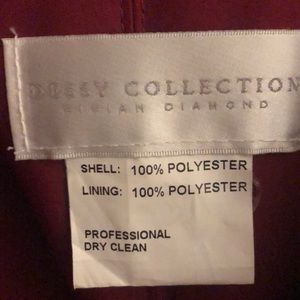 DESSY COLLECTION
VIVIAN DIAMOND
SHELL: 100% POLYESTER
LINING: 100% POLYESTER
PROFESSIONAL
DRY CLEAN